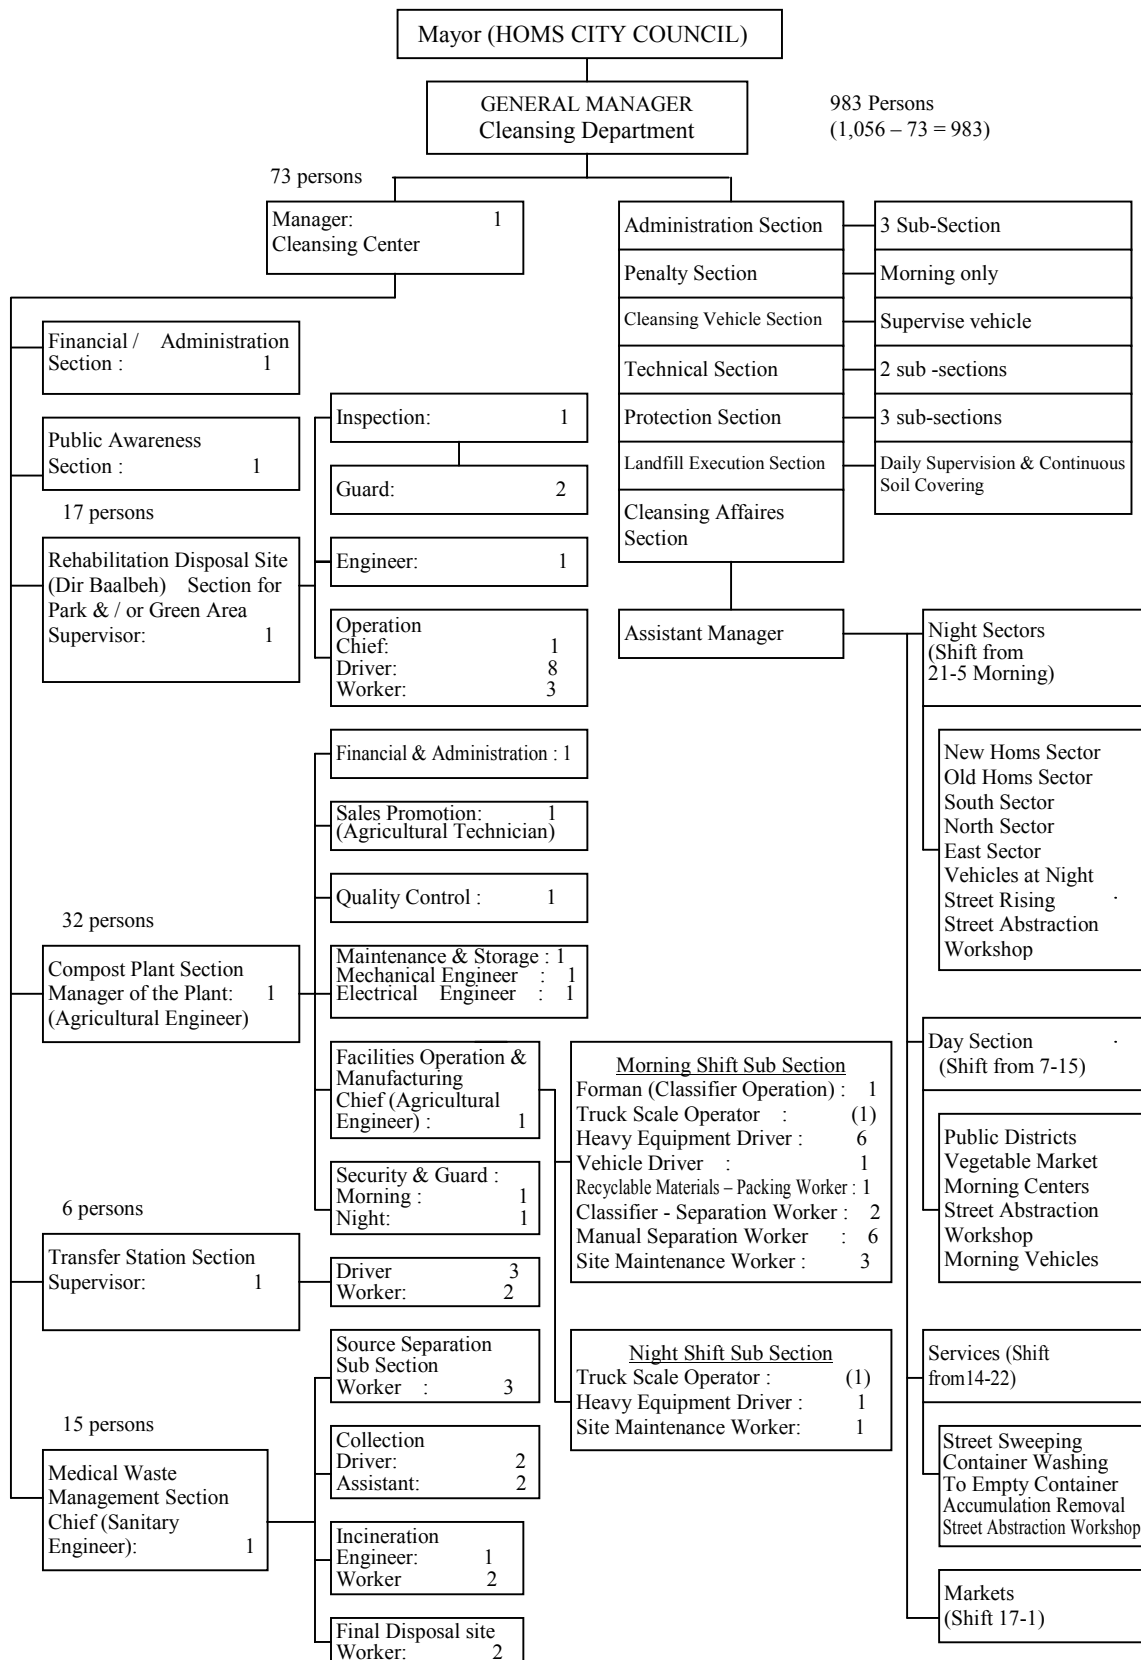 Mayor (HOMS CITY COUNCIL)
GENERAL MANAGER
Cleansing Department
983 Persons
(1,056 – 73 = 983)
73 persons
Manager: 1
Cleansing Center
Financial / Administration
Section : 1
Public Awareness
Section : 1
17 persons
Rehabilitation Disposal Site
(Dir Baalbeh) Section for
Park & / or Green Area
Supervisor: 1
Inspection: 1
Guard: 2
Engineer: 1
Operation
Chief: 1
Driver: 8
Worker: 3
32 persons
Compost Plant Section
Manager of the Plant: 1
(Agricultural Engineer)
Financial & Administration : 1
Sales Promotion: 1
(Agricultural Technician)
Quality Control : 1
Maintenance & Storage : 1
Mechanical Engineer : 1
Electrical Engineer : 1
Facilities Operation &
Manufacturing
Chief (Agricultural
Engineer) : 1
Security & Guard :
Morning : 1
Night: 1
Morning Shift Sub Section
Forman (Classifier Operation) : 1
Truck Scale Operator : (1)
Heavy Equipment Driver : 6
Vehicle Driver : 1
Recyclable Materials – Packing Worker : 1
Classifier - Separation Worker : 2
Manual Separation Worker : 6
Site Maintenance Worker : 3
Night Shift Sub Section
Truck Scale Operator : (1)
Heavy Equipment Driver : 1
Site Maintenance Worker: 1
6 persons
Transfer Station Section
Supervisor: 1
Driver 3
Worker: 2
15 persons
Medical Waste
Management Section
Chief (Sanitary
Engineer): 1
Source Separation
Sub Section
Worker : 3
Collection
Driver: 2
Assistant: 2
Incineration
Engineer: 1
Worker 2
Final Disposal site
Worker: 2
Administration Section
3 Sub-Section
Penalty Section
Morning only
Cleansing Vehicle Section
Supervise vehicle
Technical Section
2 sub -sections
Protection Section
3 sub-sections
Landfill Execution Section
Daily Supervision & Continuous
Soil Covering
Cleansing Affaires
Section
Assistant Manager
Night Sectors
(Shift from
21-5 Morning)
New Homs Sector
Old Homs Sector
South Sector
North Sector
East Sector
Vehicles at Night
Street Rising
Street Abstraction
Workshop
Day Section
(Shift from 7-15)
Public Districts
Vegetable Market
Morning Centers
Street Abstraction
Workshop
Morning Vehicles
Services (Shift
from14-22)
Street Sweeping
Container Washing
To Empty Container
Accumulation Removal
Street Abstraction Workshop
Markets
(Shift 17-1)